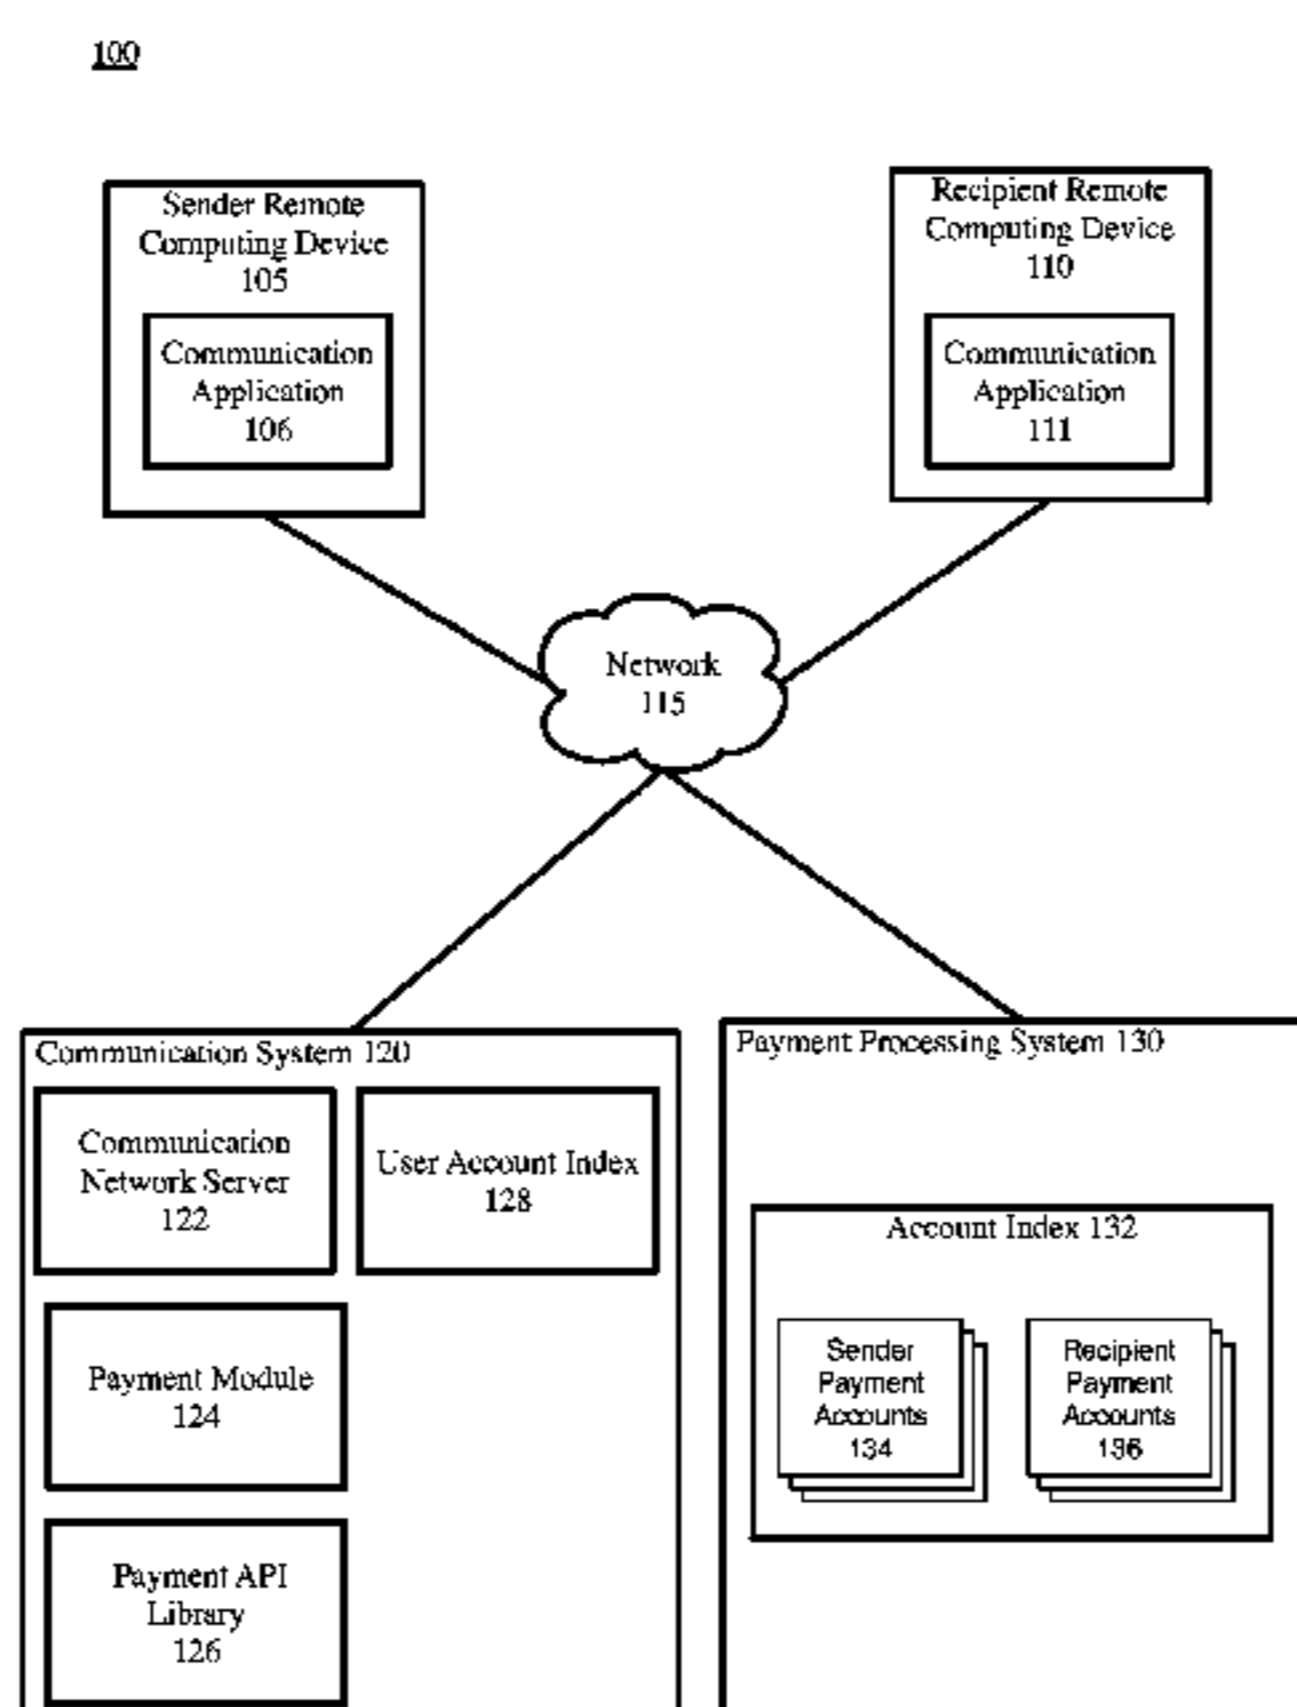 100
Sender Remote
Computing Device
105
Communication
Application
106
Recipient Remote
Computing Device
110
Communication
Application
111
Network
115
Communication System 120
Communication
Network Server
122
User Account Index
128
Payment Module
124
Payment API
Library
126
Payment Processing System 130
Account Index 132
Sender
Payment
Accounts
134
Recipient
Payment
Accounts
136